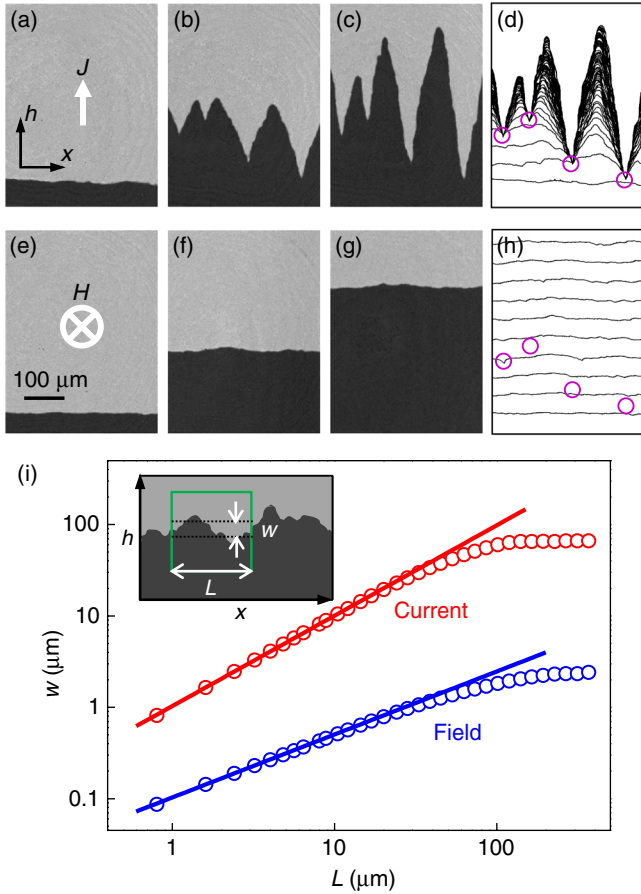 (a)
J
h
x
(b)
(c)
(d)
(e)
H
100 μm
(f)
(g)
(h)
(i)
h
w
L
x
Current
Field
w (μm)
100
10
1
0.1
1
10
100
L (μm)